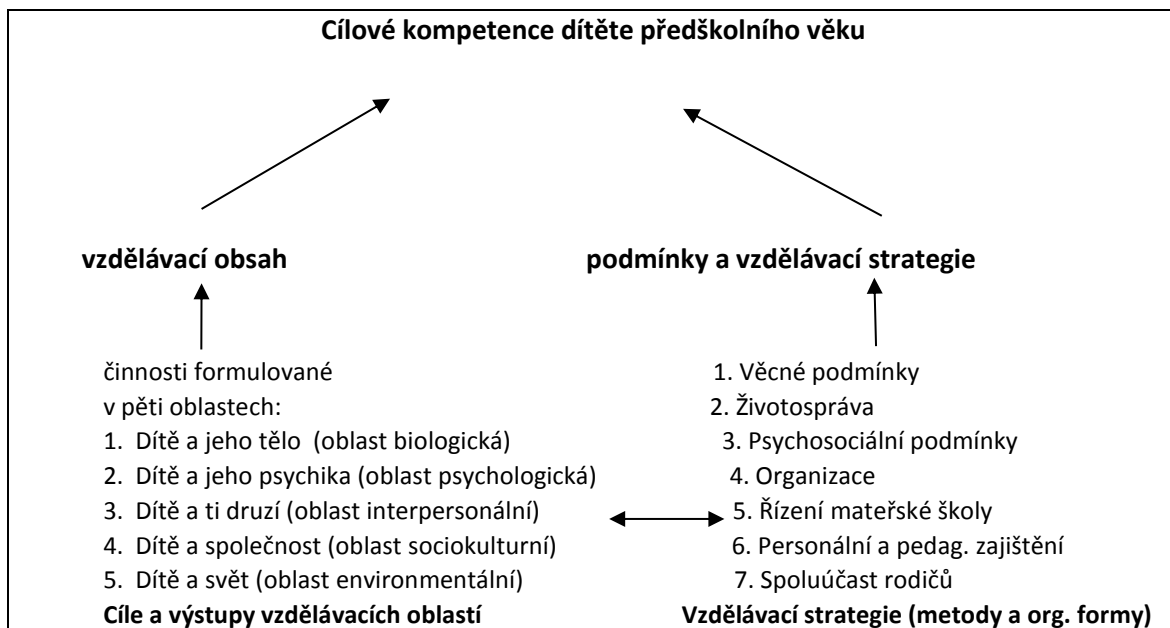 Cílové kompetence dítěte předškolního věku
vzdělávací obsah
podmínky a vzdělávací strategie
činnosti formulované
v pěti oblastech:
1. Dítě a jeho tělo (oblast biologická)
2. Dítě a jeho psychika (oblast psychologická)
3. Dítě a ti druzí (oblast interpersonální)
4. Dítě a společnost (oblast sociokulturní)
5. Dítě a svět (oblast environmentální)
Cíle a výstupy vzdělávacích oblastí
1. Věcné podmínky
2. Životospráva
3. Psychosociální podmínky
4. Organizace
5. Řízení mateřské školy
6. Personální a pedag. zajištění
7. Spoluúčast rodičů
Vzdělávací strategie (metody a org. formy)